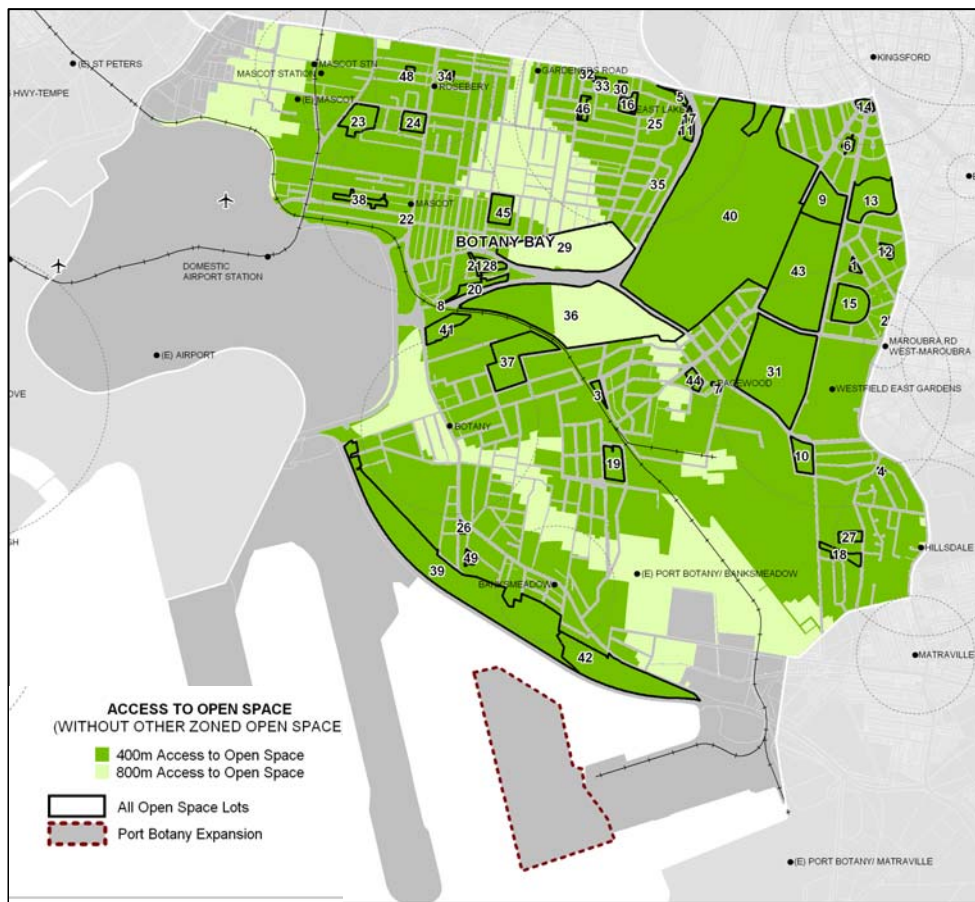 KINGSFORD
(E) ST PETERS
MASCOT STN
GARDENERS ROAD
MASCOT STATION
48
34
32
ROSEBERY
33
30
5
HWY-TEMPE
(E) MASCOT
46
16
EAST LAKE
17
14
23
24
25
11
6
35
9
13
38
MASCOT
45
40
22
BOTANY BAY
29
12
21
28
43
1
DOMESTIC
AIRPORT STATION
20
15
8
36
2
41
MAROUBRA RD
WEST-MAROUBRA
(E) AIRPORT
37
31
44
7
3
WESTFIELD EAST GARDENS
OVE
BOTANY
19
10
4
26
27
18
HILLSDALE
49
39
BANKSMEADOW
(E) PORT BOTANY/ BANKSMEADOW
42
MATRAVILLE
ACCESS TO OPEN SPACE
(WITHOUT OTHER ZONED OPEN SPACE
400m Access to Open Space
800m Access to Open Space
All Open Space Lots
Port Botany Expansion
(E) PORT BOTANY/ MATRAVILLE